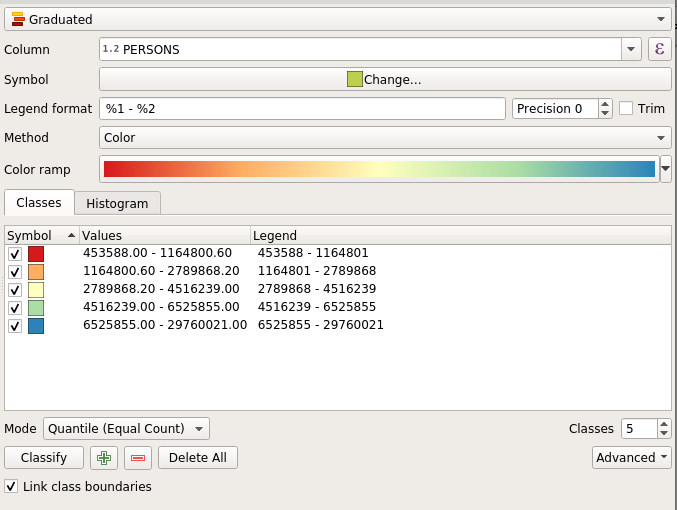 Graduated
Column 1.2 PERSONS ε
Symbol Change...
Legend format %1 - %2 Precision 0 Trim
Method Color
Color ramp
Classes Histogram
Symbol Values Legend
453588.00 - 1164800.60 453588 - 1164801
1164800.60 - 2789868.20 1164801 - 2789868
2789868.20 - 4516239.00 2789868 - 4516239
4516239.00 - 6525855.00 4516239 - 6525855
6525855.00 - 29760021.00 6525855 - 29760021
Mode Quantile (Equal Count) Classes 5
Classify Delete All Advanced
Link class boundaries